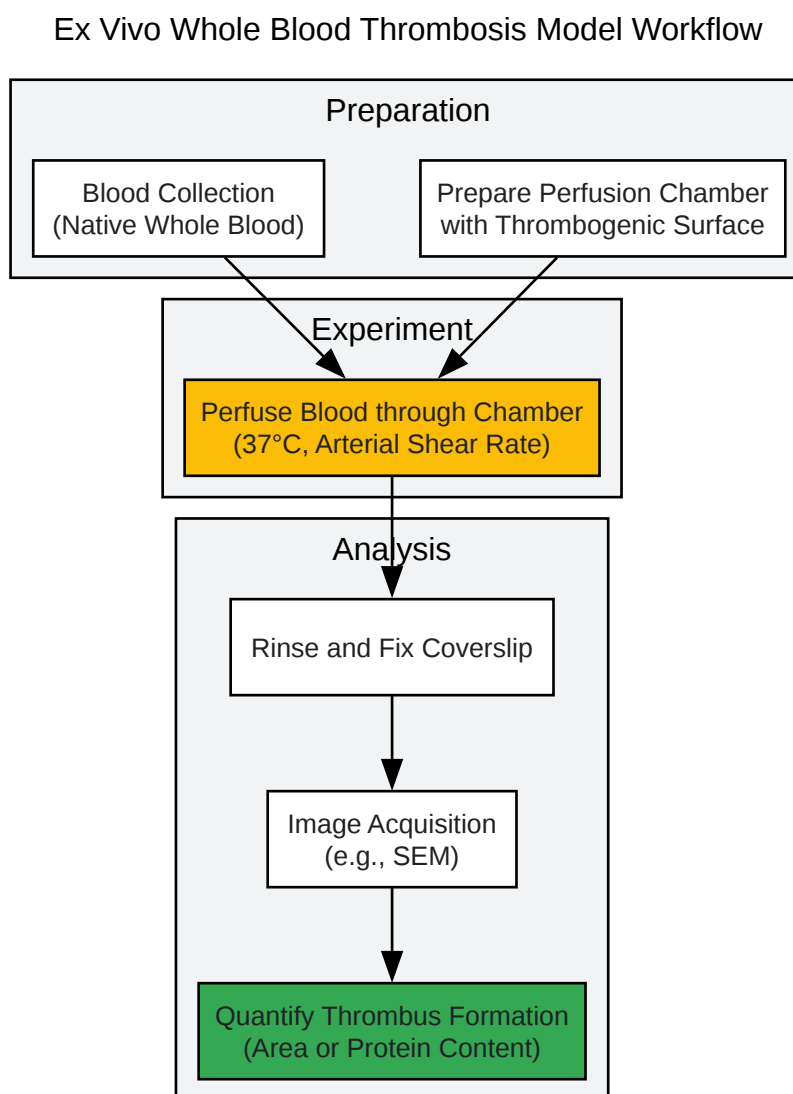 Ex Vivo Whole Blood Thrombosis Model Workflow
Preparation
Blood Collection
(Native Whole Blood)
Prepare Perfusion Chamber
with Thrombogenic Surface
Experiment
Perfuse Blood through Chamber
(37°C, Arterial Shear Rate)
Analysis
Rinse and Fix Coverslip
Image Acquisition
(e.g., SEM)
Quantify Thrombus Formation
(Area or Protein Content)